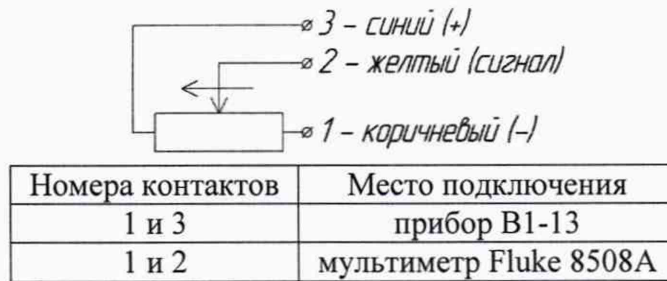 3 – синий (+)
2 – желтый (сигнал)
1 – коричневый (–)
Номера контактов Место подключения
1 и 3 прибор В1-13
1 и 2 мультиметр Fluke 8508A